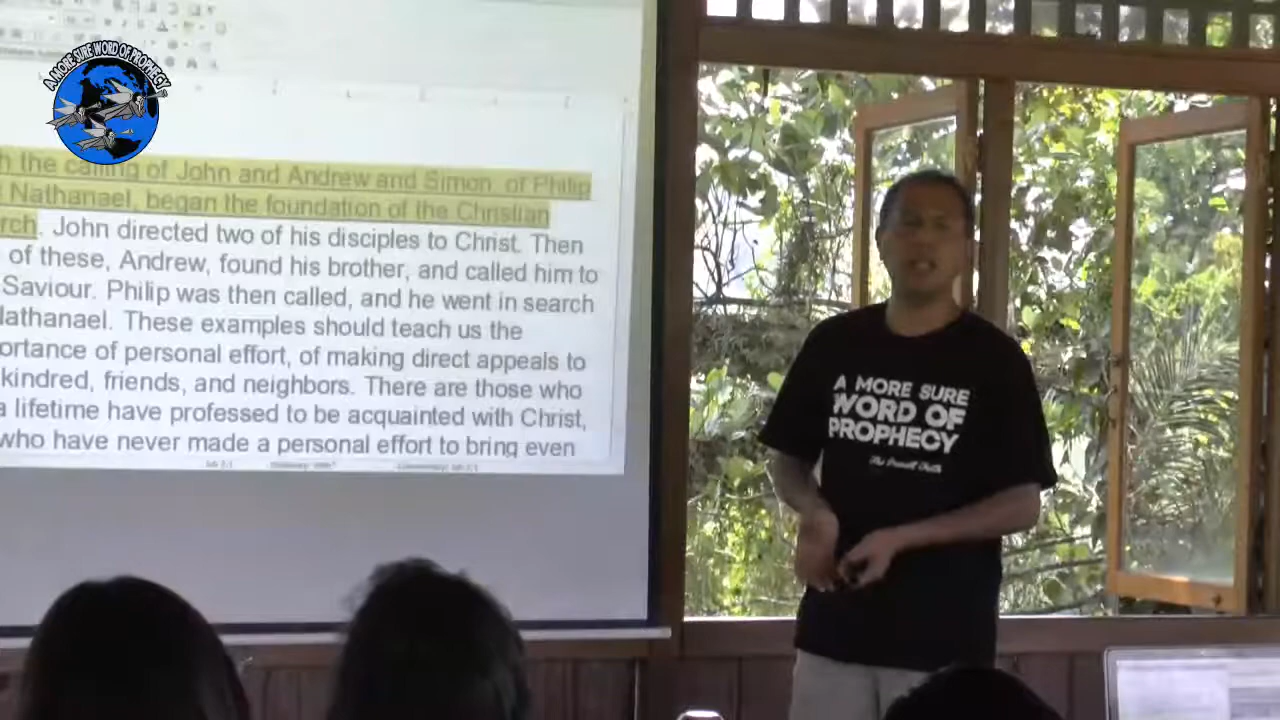 A MORE SURE WORD OF PROPHECY
h the calling of John and Andrew and Simon, of Philip
Nathanael, began the foundation of the Christian
rch. John directed two of his disciples to Christ. Then
of these, Andrew, found his brother, and called him to
Saviour. Philip was then called, and he went in search
Nathanael. These examples should teach us the
ortance of personal effort, of making direct appeals to
kindred, friends, and neighbors. There are those who
a lifetime have professed to be acquainted with Christ,
who have never made a personal effort to bring even
A MORE SURE
WORD OF
PROPHECY
The Present Truth